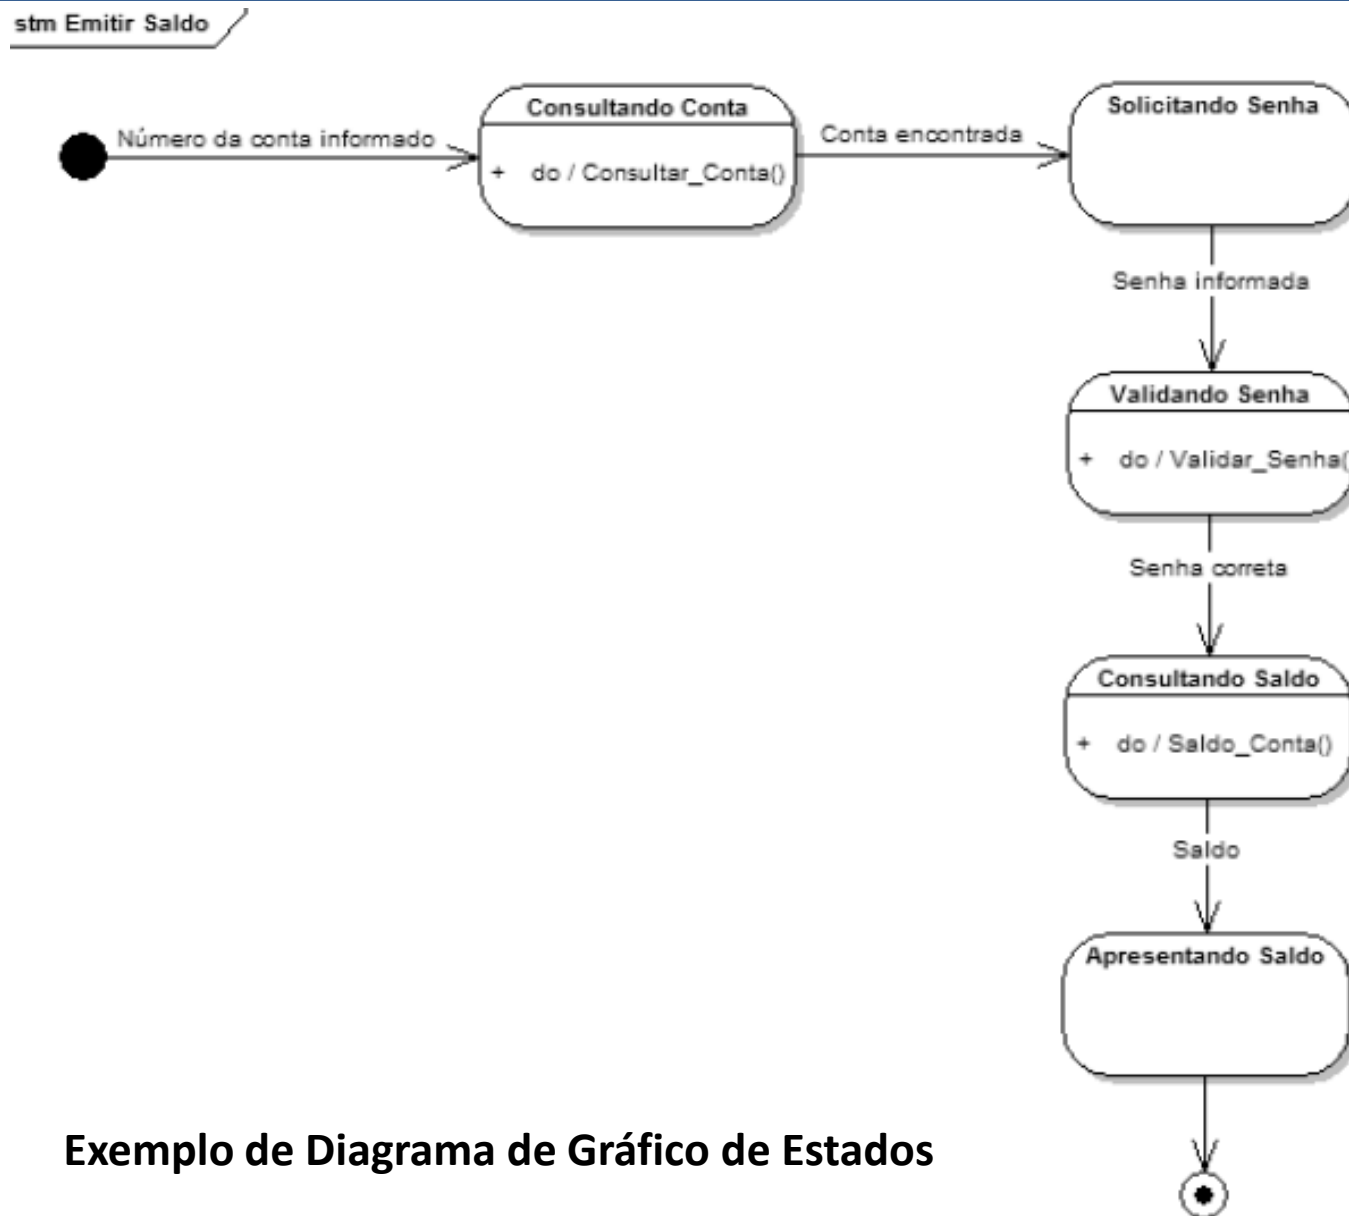 stm Emitir Saldo
Número da conta informado
Consultando Conta
+ do / Consultar_Conta()
Conta encontrada
Solicitando Senha
Senha informada
Validando Senha
+ do / Validar_Senha(
Senha correta
Consultando Saldo
+ do / Saldo_Conta()
Saldo
Apresentando Saldo
Exemplo de Diagrama de Gráfico de Estados